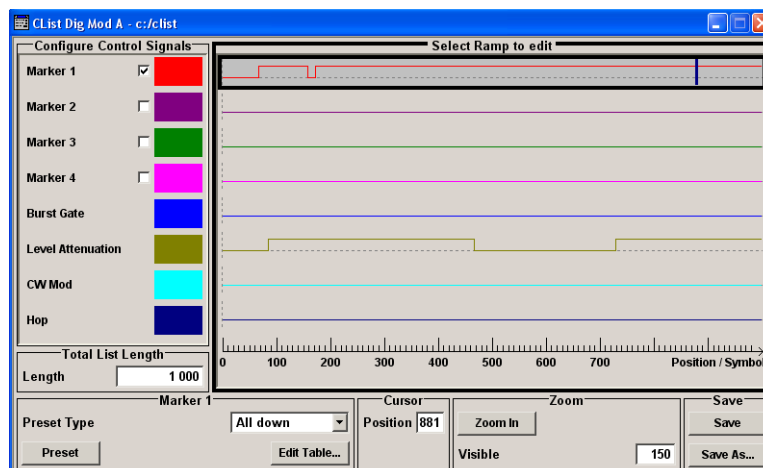 CList Dig Mod A - c:/clist
Configure Control Signals
Marker 1
Marker 2
Marker 3
Marker 4
Burst Gate
Level Attenuation
CW Mod
Hop
Total List Length
Length 1 000
Select Ramp to edit
0 100 200 300 400 500 600 700 Position / Symbol
Marker 1
Preset Type All down
Preset Edit Table...
Cursor
Position 881
Zoom
Zoom In
Visible 150
Save
Save
Save As...